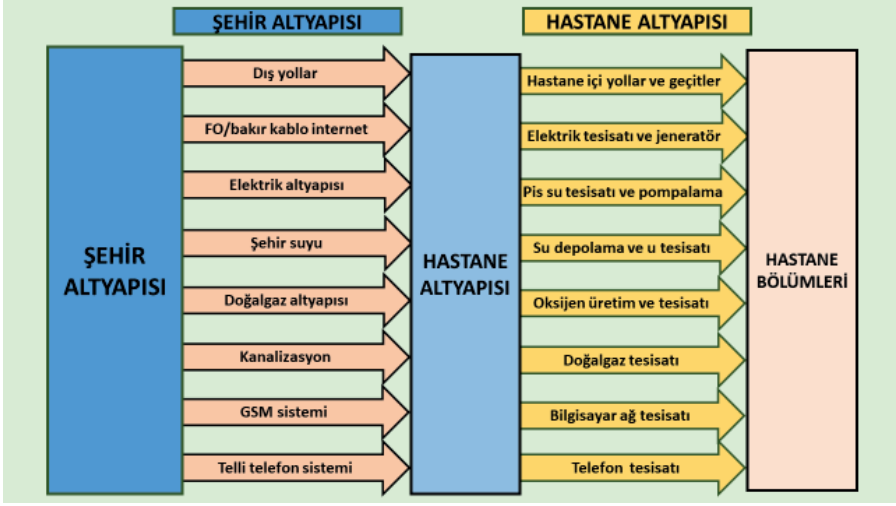 ŞEHİR ALTYAPISI
HASTANE ALTYAPISI
ŞEHİR
ALTYAPISI
Dış yollar
FO/bakır kablo internet
Elektrik altyapısı
Şehir suyu
Doğalgaz altyapısı
Kanalizasyon
GSM sistemi
Telli telefon sistemi
HASTANE
ALTYAPISI
Hastane içi yollar ve geçitler
Elektrik tesisatı ve jeneratör
Pis su tesisatı ve pompalama
Su depolama ve u tesisatı
Oksijen üretim ve tesisatı
Doğalgaz tesisatı
Bilgisayar ağ tesisatı
Telefon tesisatı
HASTANE
BÖLÜMLERİ